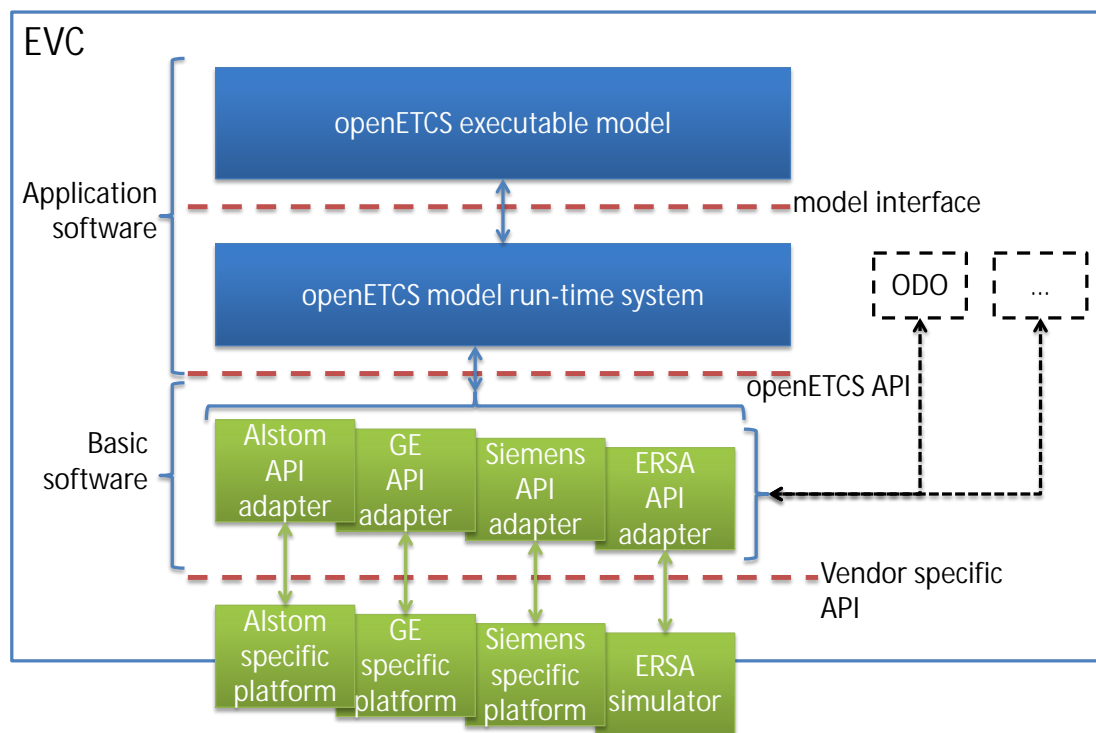 EVC
openETCS executable model
Application
software
model interface
openETCS model run-time system
ODO
...
openETCS API
Basic
software
Alstom
API
adapter
GE
API
adapter
Siemens
API
adapter
ERSA
API
adapter
Vendor specific
API
Alstom
specific
platform
GE
specific
platform
Siemens
specific
platform
ERSA
simulator